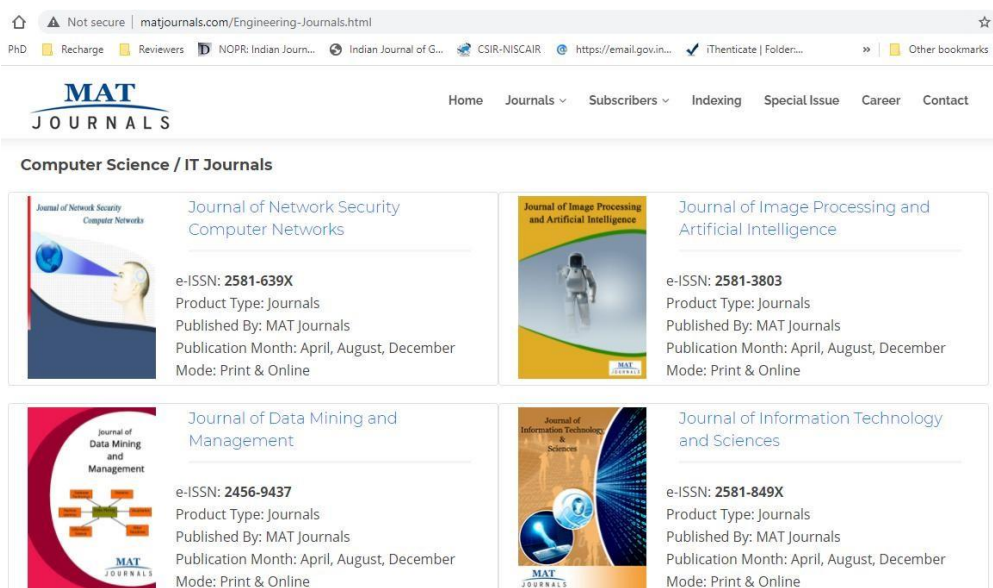 Not secure | matjournals.com/Engineering-Journals.html
PhD Recharge Reviewers NOPR: Indian Journ... Indian Journal of G... CSIR-NISCAIR https://email.gov.in... iThenticate | Folder:... » Other bookmarks
MAT
JOURNALS
Home Journals Subscribers Indexing Special Issue Career Contact
Computer Science / IT Journals
Journal of Network Security
Computer Networks
Journal of Network Security
Computer Networks
e-ISSN: 2581-639X
Product Type: Journals
Published By: MAT Journals
Publication Month: April, August, December
Mode: Print & Online
Journal of Image Processing
and Artificial Intelligence
MAT
JOURNALS
Journal of Image Processing and
Artificial Intelligence
e-ISSN: 2581-3803
Product Type: Journals
Published By: MAT Journals
Publication Month: April, August, December
Mode: Print & Online
Journal of
Data Mining
and
Management
MAT
JOURNALS
Journal of Data Mining and
Management
e-ISSN: 2456-9437
Product Type: Journals
Published By: MAT Journals
Publication Month: April, August, December
Mode: Print & Online
Journal of
Information Technology
&
Sciences
MAT
JOURNALS
Journal of Information Technology
and Sciences
e-ISSN: 2581-849X
Product Type: Journals
Published By: MAT Journals
Publication Month: April, August, December
Mode: Print & Online